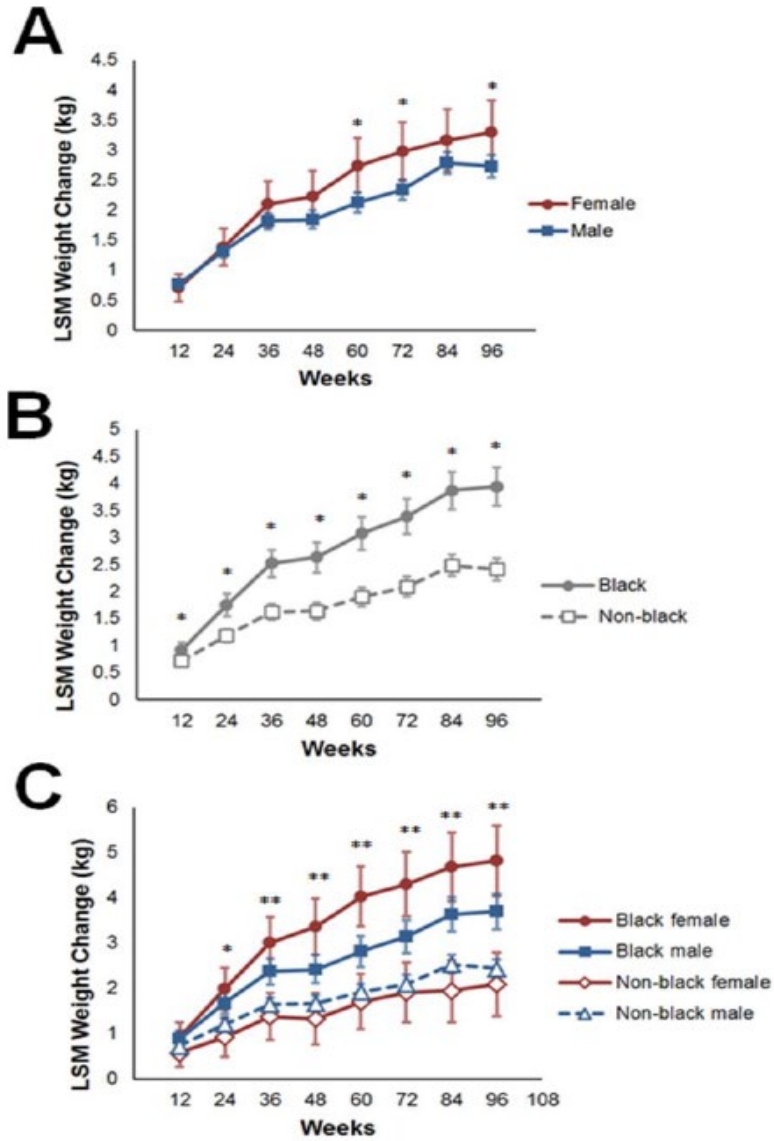 A
LSM Weight Change (kg)
4.5
4
3.5
3
2.5
2
1.5
1
0.5
0
* * *
12 24 36 48 60 72 84 96
Weeks
Female
Male
B
LSM Weight Change (kg)
5
4.5
4
3.5
3
2.5
2
1.5
1
0.5
0
* * * * * * * *
12 24 36 48 60 72 84 96
Weeks
Black
Non-black
C
LSM Weight Change (kg)
6
5
4
3
2
1
0
* ** ** ** ** ** **
12 24 36 48 60 72 84 96 108
Weeks
Black female
Black male
Non-black female
Non-black male